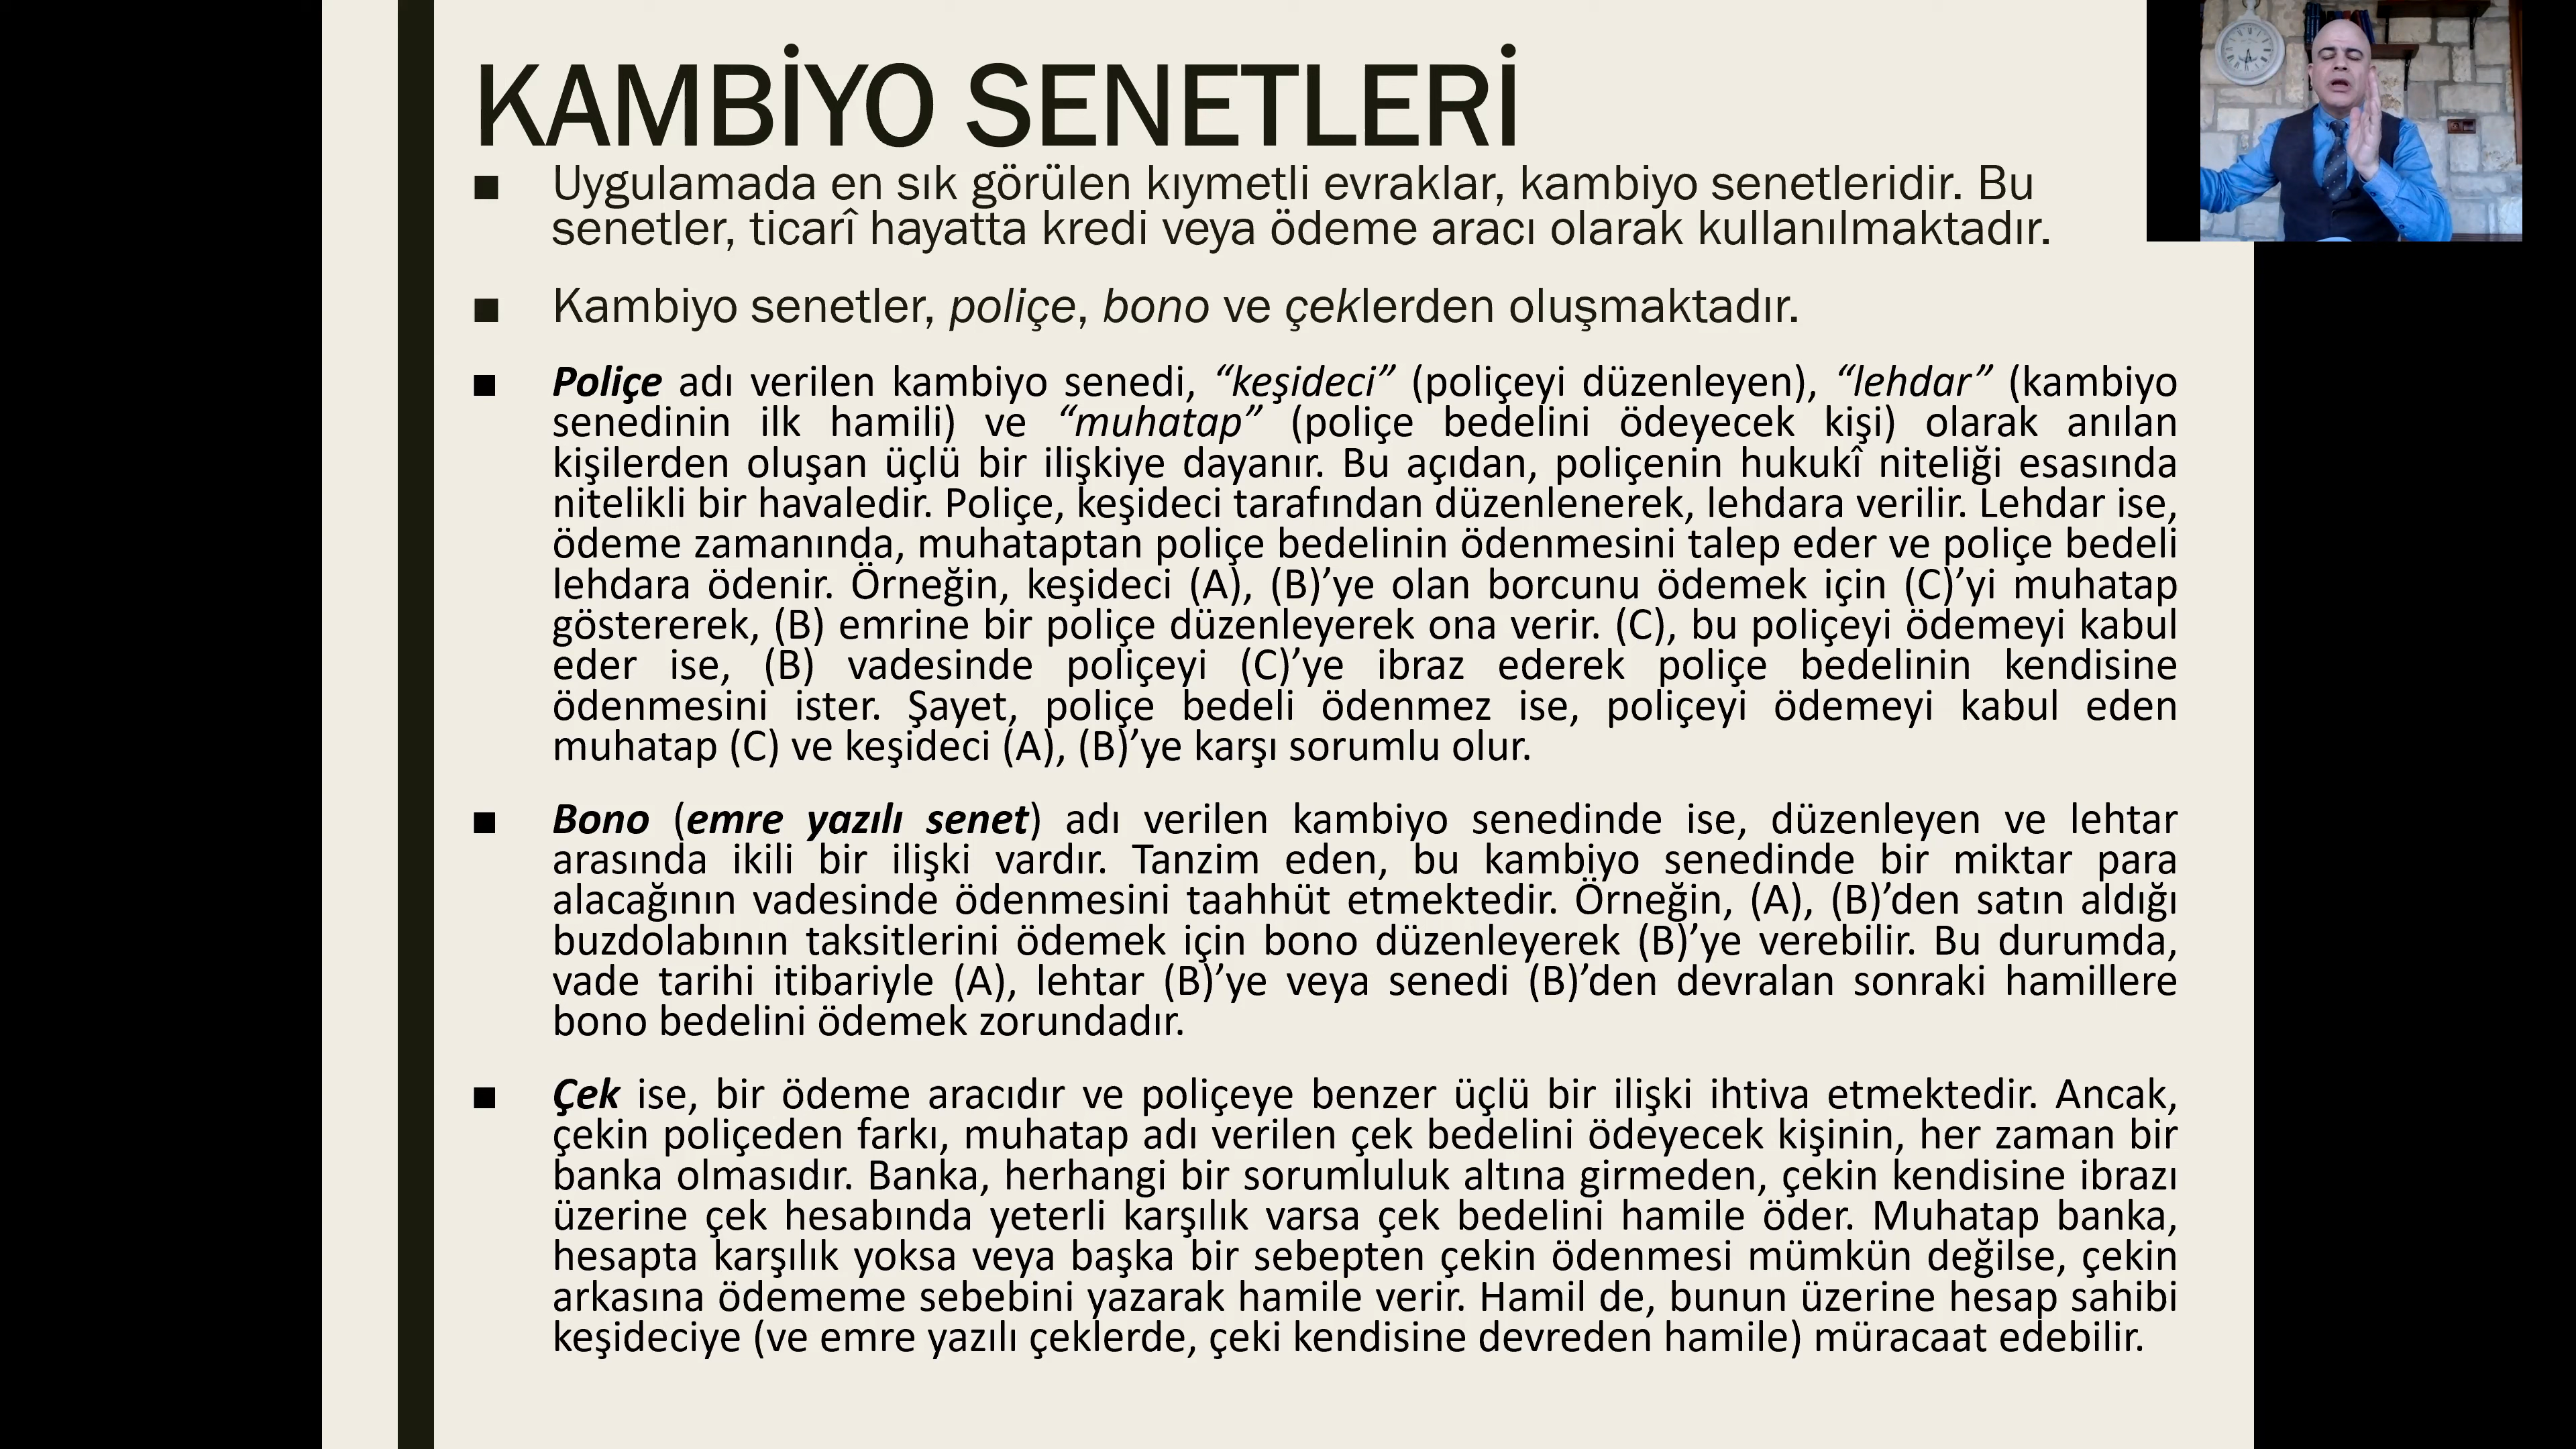 KAMBİYO SENETLERİ
■ Uygulamada en sık görülen kıymetli evraklar, kambiyo senetleridir. Bu
senetler, ticarî hayatta kredi veya ödeme aracı olarak kullanılmaktadır.
■ Kambiyo senetler, poliçe, bono ve çeklerden oluşmaktadır.
■ Poliçe adı verilen kambiyo senedi, “keşideci” (poliçeyi düzenleyen), “lehdar” (kambiyo
senedinin ilk hamili) ve “muhatap” (poliçe bedelini ödeyecek kişi) olarak anılan
kişilerden oluşan üçlü bir ilişkiye dayanır. Bu açıdan, poliçenin hukukî niteliği esasında
nitelikli bir havaledir. Poliçe, keşideci tarafından düzenlenerek, lehdara verilir. Lehdar ise,
ödeme zamanında, muhataptan poliçe bedelinin ödenmesini talep eder ve poliçe bedeli
lehdara ödenir. Örneğin, keşideci (A), (B)’ye olan borcunu ödemek için (C)’yi muhatap
göstererek, (B) emrine bir poliçe düzenleyerek ona verir. (C), bu poliçeyi ödemeyi kabul
eder ise, (B) vadesinde poliçeyi (C)’ye ibraz ederek poliçe bedelinin kendisine
ödenmesini ister. Şayet, poliçe bedeli ödenmez ise, poliçeyi ödemeyi kabul eden
muhatap (C) ve keşideci (A), (B)’ye karşı sorumlu olur.
■ Bono (emre yazılı senet) adı verilen kambiyo senedinde ise, düzenleyen ve lehtar
arasında ikili bir ilişki vardır. Tanzim eden, bu kambiyo senedinde bir miktar para
alacağının vadesinde ödenmesini taahhüt etmektedir. Örneğin, (A), (B)’den satın aldığı
buzdolabının taksitlerini ödemek için bono düzenleyerek (B)’ye verebilir. Bu durumda,
vade tarihi itibariyle (A), lehtar (B)’ye veya senedi (B)’den devralan sonraki hamillere
bono bedelini ödemek zorundadır.
■ Çek ise, bir ödeme aracıdır ve poliçeye benzer üçlü bir ilişki ihtiva etmektedir. Ancak,
çekin poliçeden farkı, muhatap adı verilen çek bedelini ödeyecek kişinin, her zaman bir
banka olmasıdır. Banka, herhangi bir sorumluluk altına girmeden, çekin kendisine ibrazı
üzerine çek hesabında yeterli karşılık varsa çek bedelini hamile öder. Muhatap banka,
hesapta karşılık yoksa veya başka bir sebepten çekin ödenmesi mümkün değilse, çekin
arkasına ödememe sebebini yazarak hamile verir. Hamil de, bunun üzerine hesap sahibi
keşideciye (ve emre yazılı çeklerde, çeki kendisine devreden hamile) müracaat edebilir.